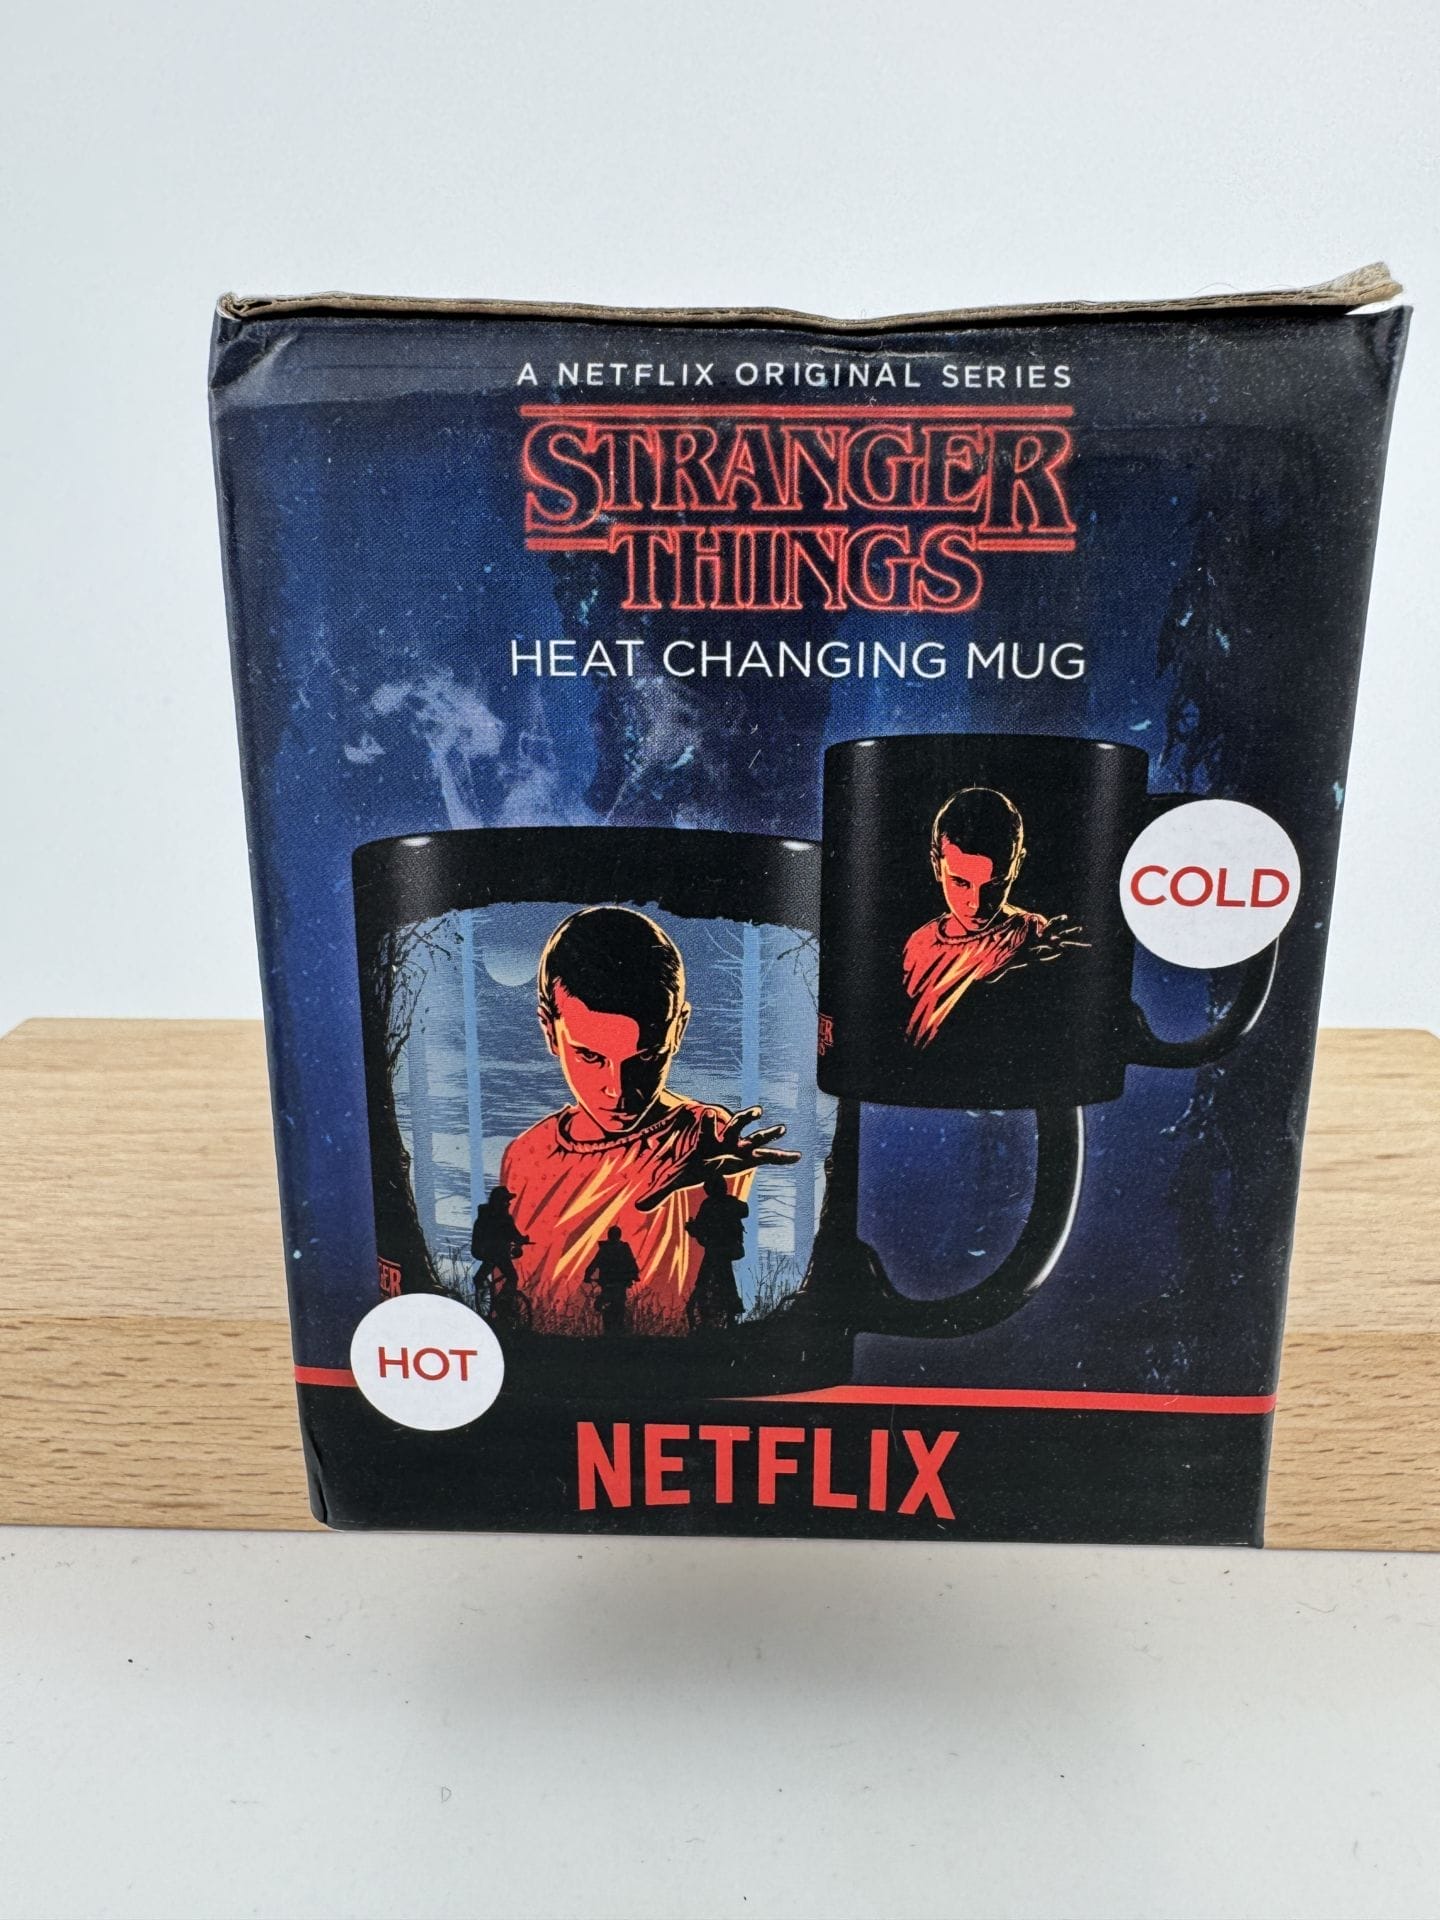 A NETFLIX ORIGINAL SERIES
STRANGER
THINGS
HEAT CHANGING MUG
COLD
HOT
NETFLIX